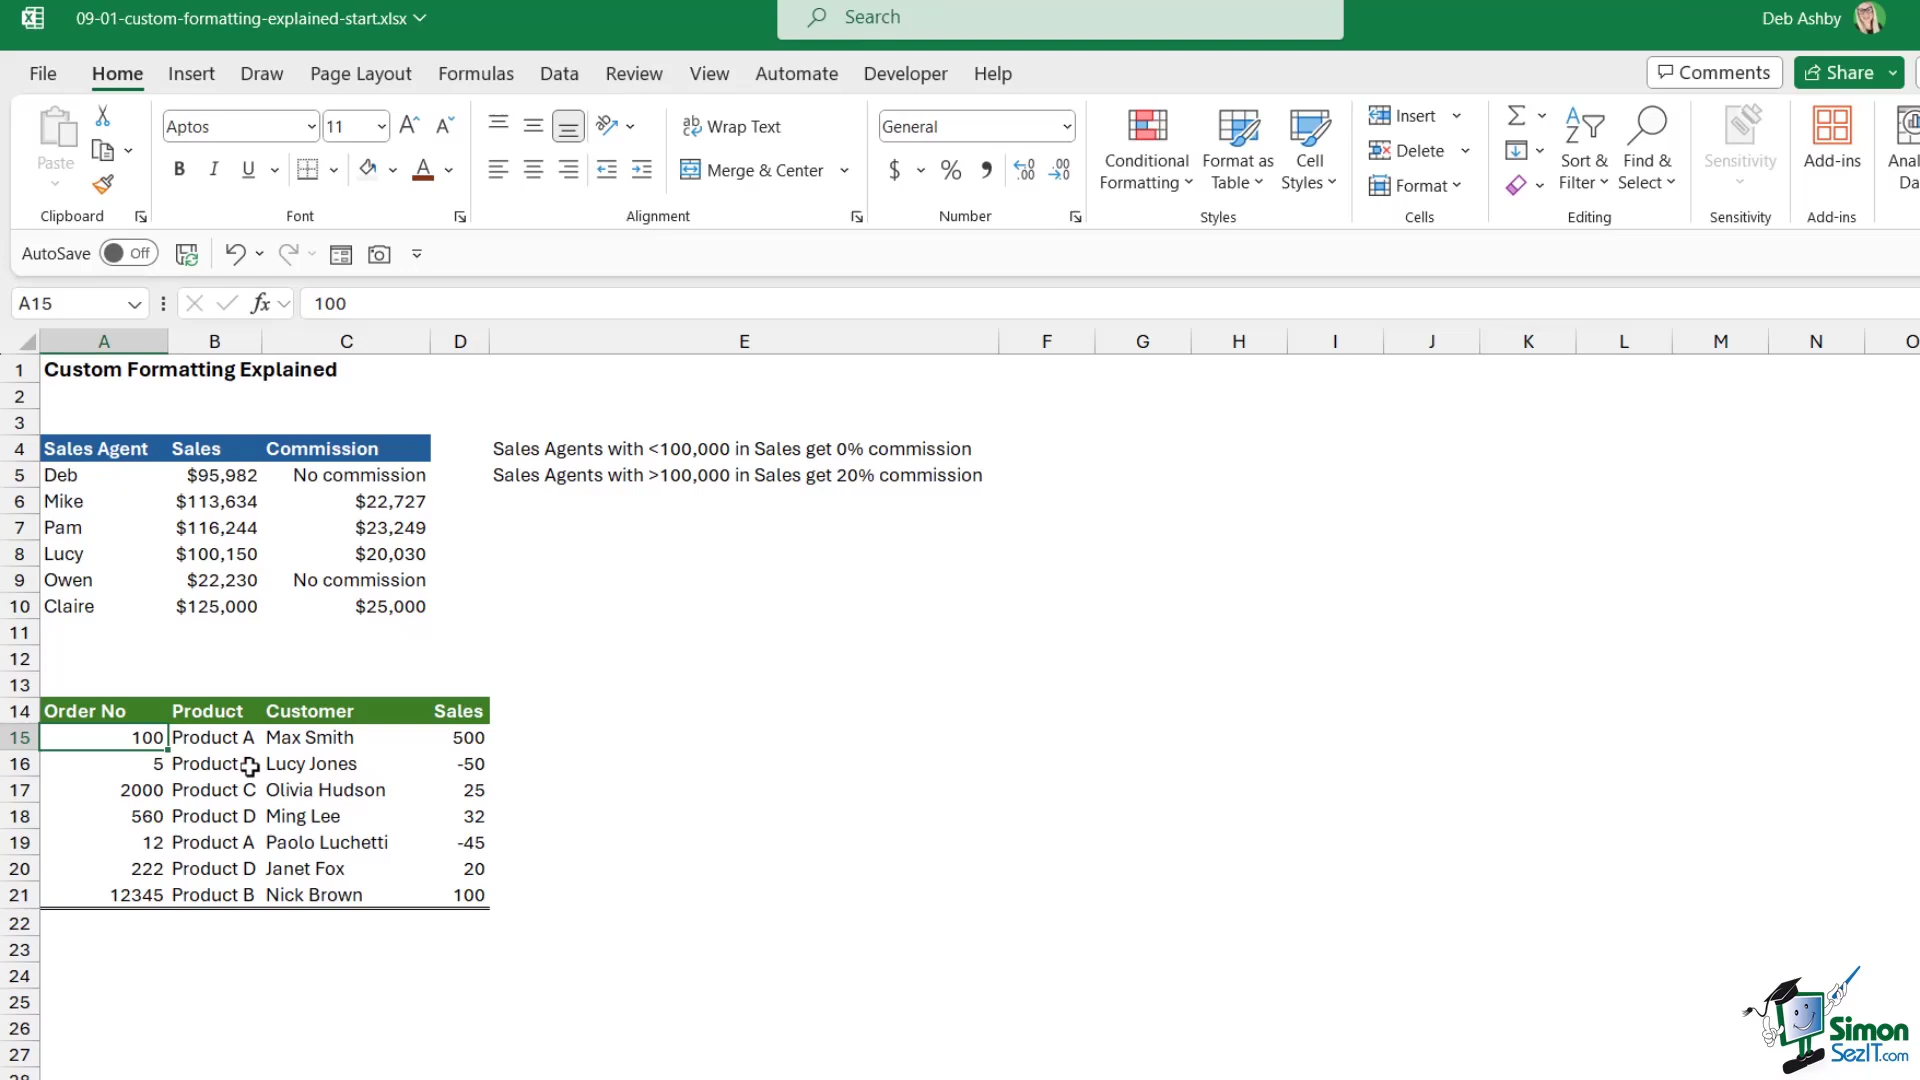 09-01-custom-formatting-explained-start.xlsx
Search
Deb Ashby
File Home Insert Draw Page Layout Formulas Data Review View Automate Developer Help
Comments Share
Paste
Clipboard
Aptos 11
B I U
Font
Wrap Text
Merge & Center
Alignment
General
$ % 9
Number
Conditional Formatting
Format as Table
Cell Styles
Styles
Insert
Delete
Format
Cells
Sort & Filter
Find & Select
Editing
Sensitivity
Sensitivity
Add-ins
Add-ins
AutoSave Off
A15 fx 100
A B C D E F G H I J K L M N O
1 Custom Formatting Explained
2
3
4 Sales Agent Sales Commission Sales Agents with <100,000 in Sales get 0% commission
5 Deb $95,982 No commission Sales Agents with >100,000 in Sales get 20% commission
6 Mike $113,634 $22,727
7 Pam $116,244 $23,249
8 Lucy $100,150 $20,030
9 Owen $22,230 No commission
10 Claire $125,000 $25,000
11
12
13
14 Order No Product Customer Sales
15 100 Product A Max Smith 500
16 5 Product Lucy Jones -50
17 2000 Product C Olivia Hudson 25
18 560 Product D Ming Lee 32
19 12 Product A Paolo Luchetti -45
20 222 Product D Janet Fox 20
21 12345 Product B Nick Brown 100
22
23
24
25
26
27
Simon
SezIT.com